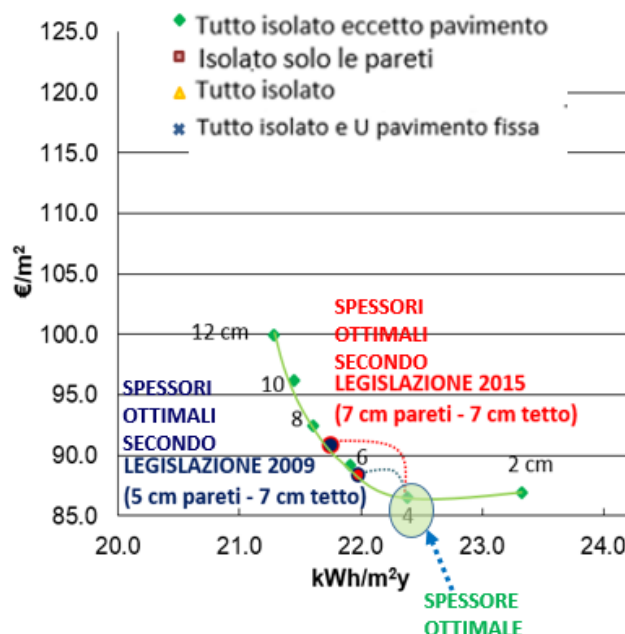 125.0
120.0
115.0
110.0
105.0
100.0
95.0
90.0
85.0
€/m²
Tutto isolato eccetto pavimento
Isolato solo le pareti
Tutto isolato
Tutto isolato e U pavimento fissa
SPESSORI
OTTIMALI
SECONDO
LEGISLAZIONE 2015
(7 cm pareti - 7 cm tetto)
12 cm
10
8
6
4
2 cm
SPESSORI
OTTIMALI
SECONDO
LEGISLAZIONE 2009
(5 cm pareti - 7 cm tetto)
20.0 21.0 22.0 23.0 24.
kWh/m²y
SPESSORE
OTTIMALE